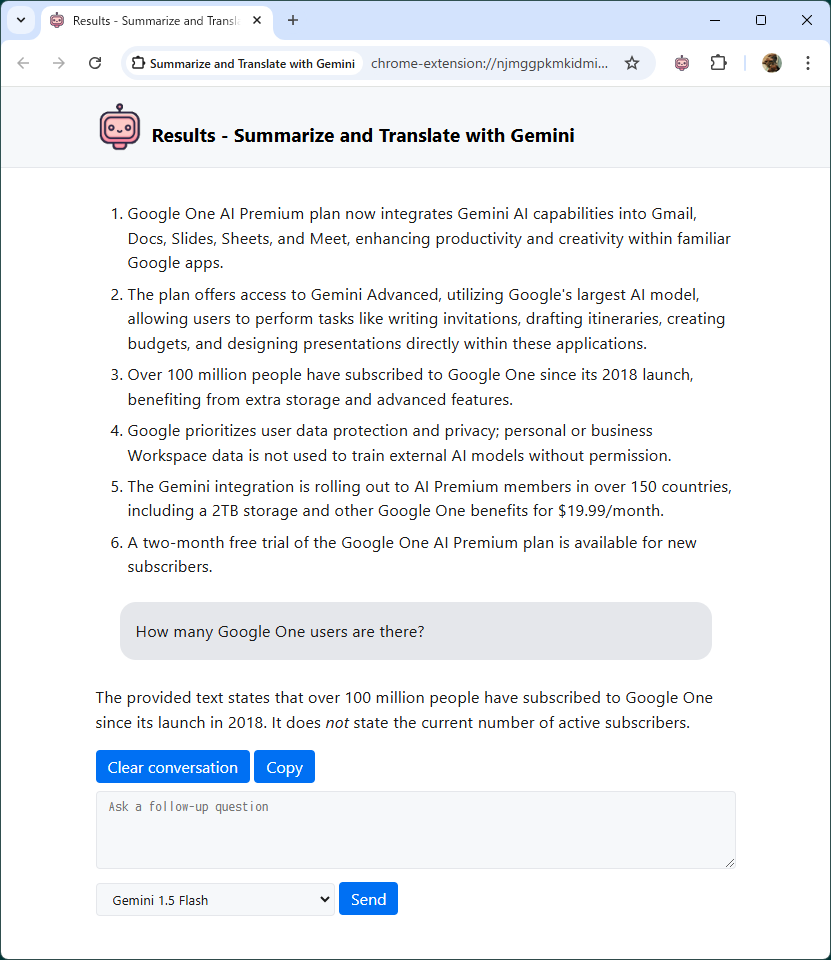 Results - Summarize and Transla
Summarize and Translate with Gemini
chrome-extension://njmggpkmkidmi...
Results - Summarize and Translate with Gemini
1. Google One AI Premium plan now integrates Gemini AI capabilities into Gmail,
Docs, Slides, Sheets, and Meet, enhancing productivity and creativity within familiar
Google apps.
2. The plan offers access to Gemini Advanced, utilizing Google's largest AI model,
allowing users to perform tasks like writing invitations, drafting itineraries, creating
budgets, and designing presentations directly within these applications.
3. Over 100 million people have subscribed to Google One since its 2018 launch,
benefiting from extra storage and advanced features.
4. Google prioritizes user data protection and privacy; personal or business
Workspace data is not used to train external AI models without permission.
5. The Gemini integration is rolling out to AI Premium members in over 150 countries,
including a 2TB storage and other Google One benefits for $19.99/month.
6. A two-month free trial of the Google One AI Premium plan is available for new
subscribers.
How many Google One users are there?
The provided text states that over 100 million people have subscribed to Google One
since its launch in 2018. It does not state the current number of active subscribers.
Clear conversation Copy
Ask a follow-up question
Gemini 1.5 Flash Send